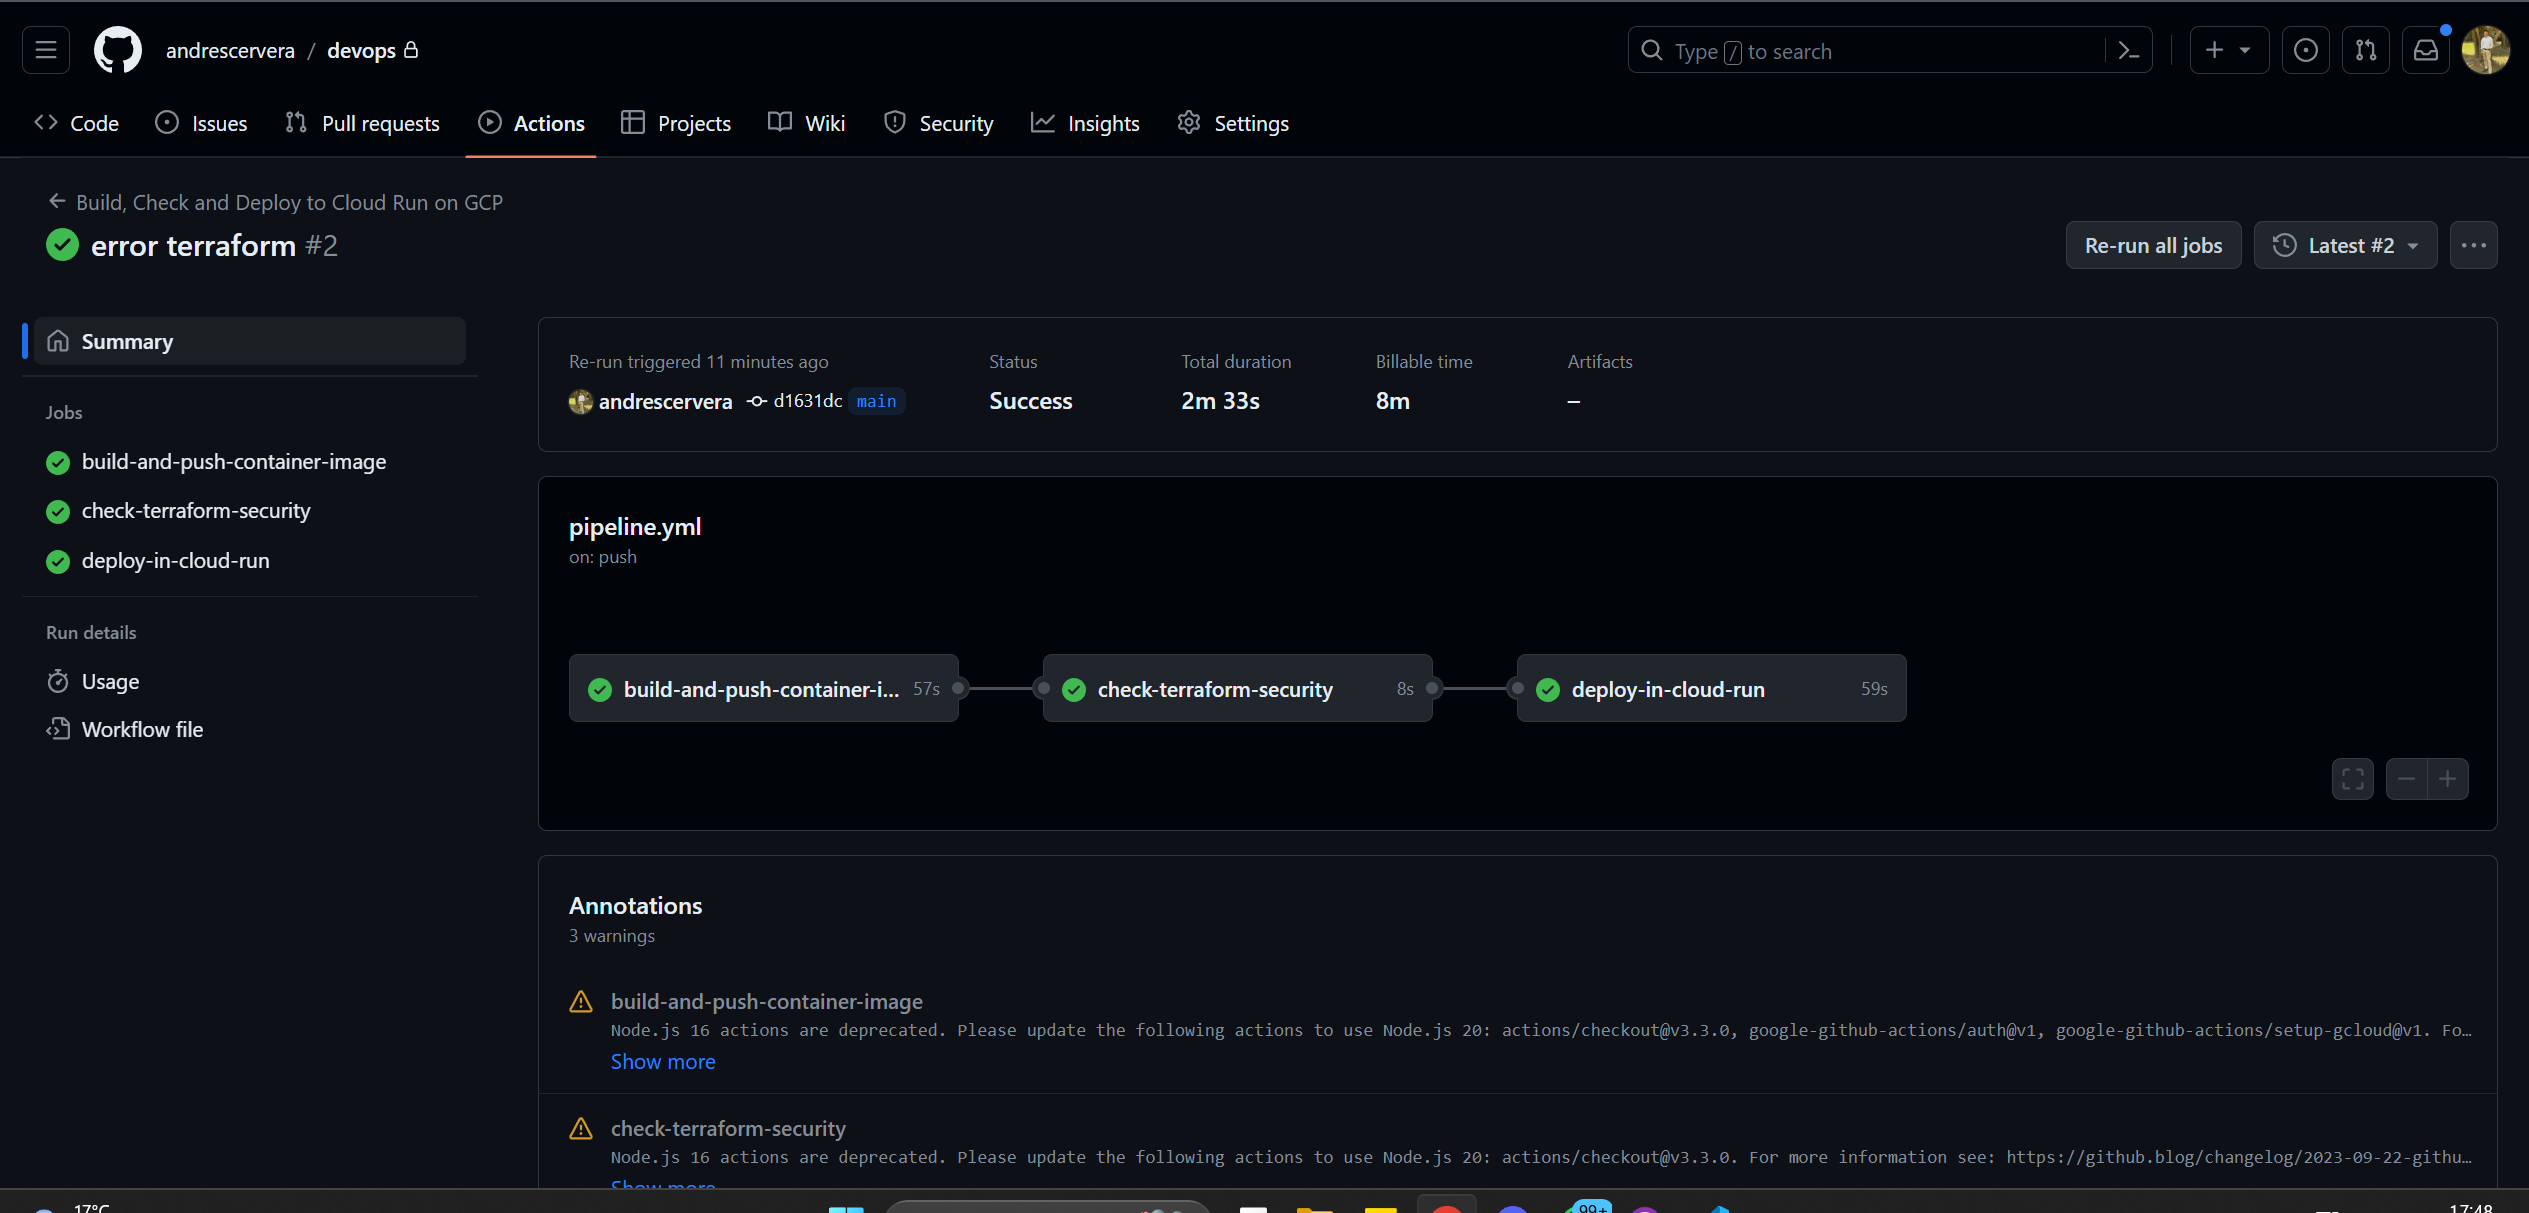 andrescervera / devops
Type / to search
Code
Issues
Pull requests
Actions
Projects
Wiki
Security
Insights
Settings
Build, Check and Deploy to Cloud Run on GCP
error terraform #2
Re-run all jobs
Latest #2
Summary
Jobs
build-and-push-container-image
check-terraform-security
deploy-in-cloud-run
Run details
Usage
Workflow file
Re-run triggered 11 minutes ago
andrescervera d1631dc main
Status
Success
Total duration
2m 33s
Billable time
8m
Artifacts
–
pipeline.yml
on: push
build-and-push-container-i... 57s
check-terraform-security 8s
deploy-in-cloud-run 59s
Annotations
3 warnings
build-and-push-container-image
Node.js 16 actions are deprecated. Please update the following actions to use Node.js 20: actions/checkout@v3.3.0, google-github-actions/auth@v1, google-github-actions/setup-gcloud@v1. Fo…
Show more
check-terraform-security
Node.js 16 actions are deprecated. Please update the following actions to use Node.js 20: actions/checkout@v3.3.0. For more information see: https://github.blog/changelog/2023-09-22-githu…
Show more
17°C
99+
17:48